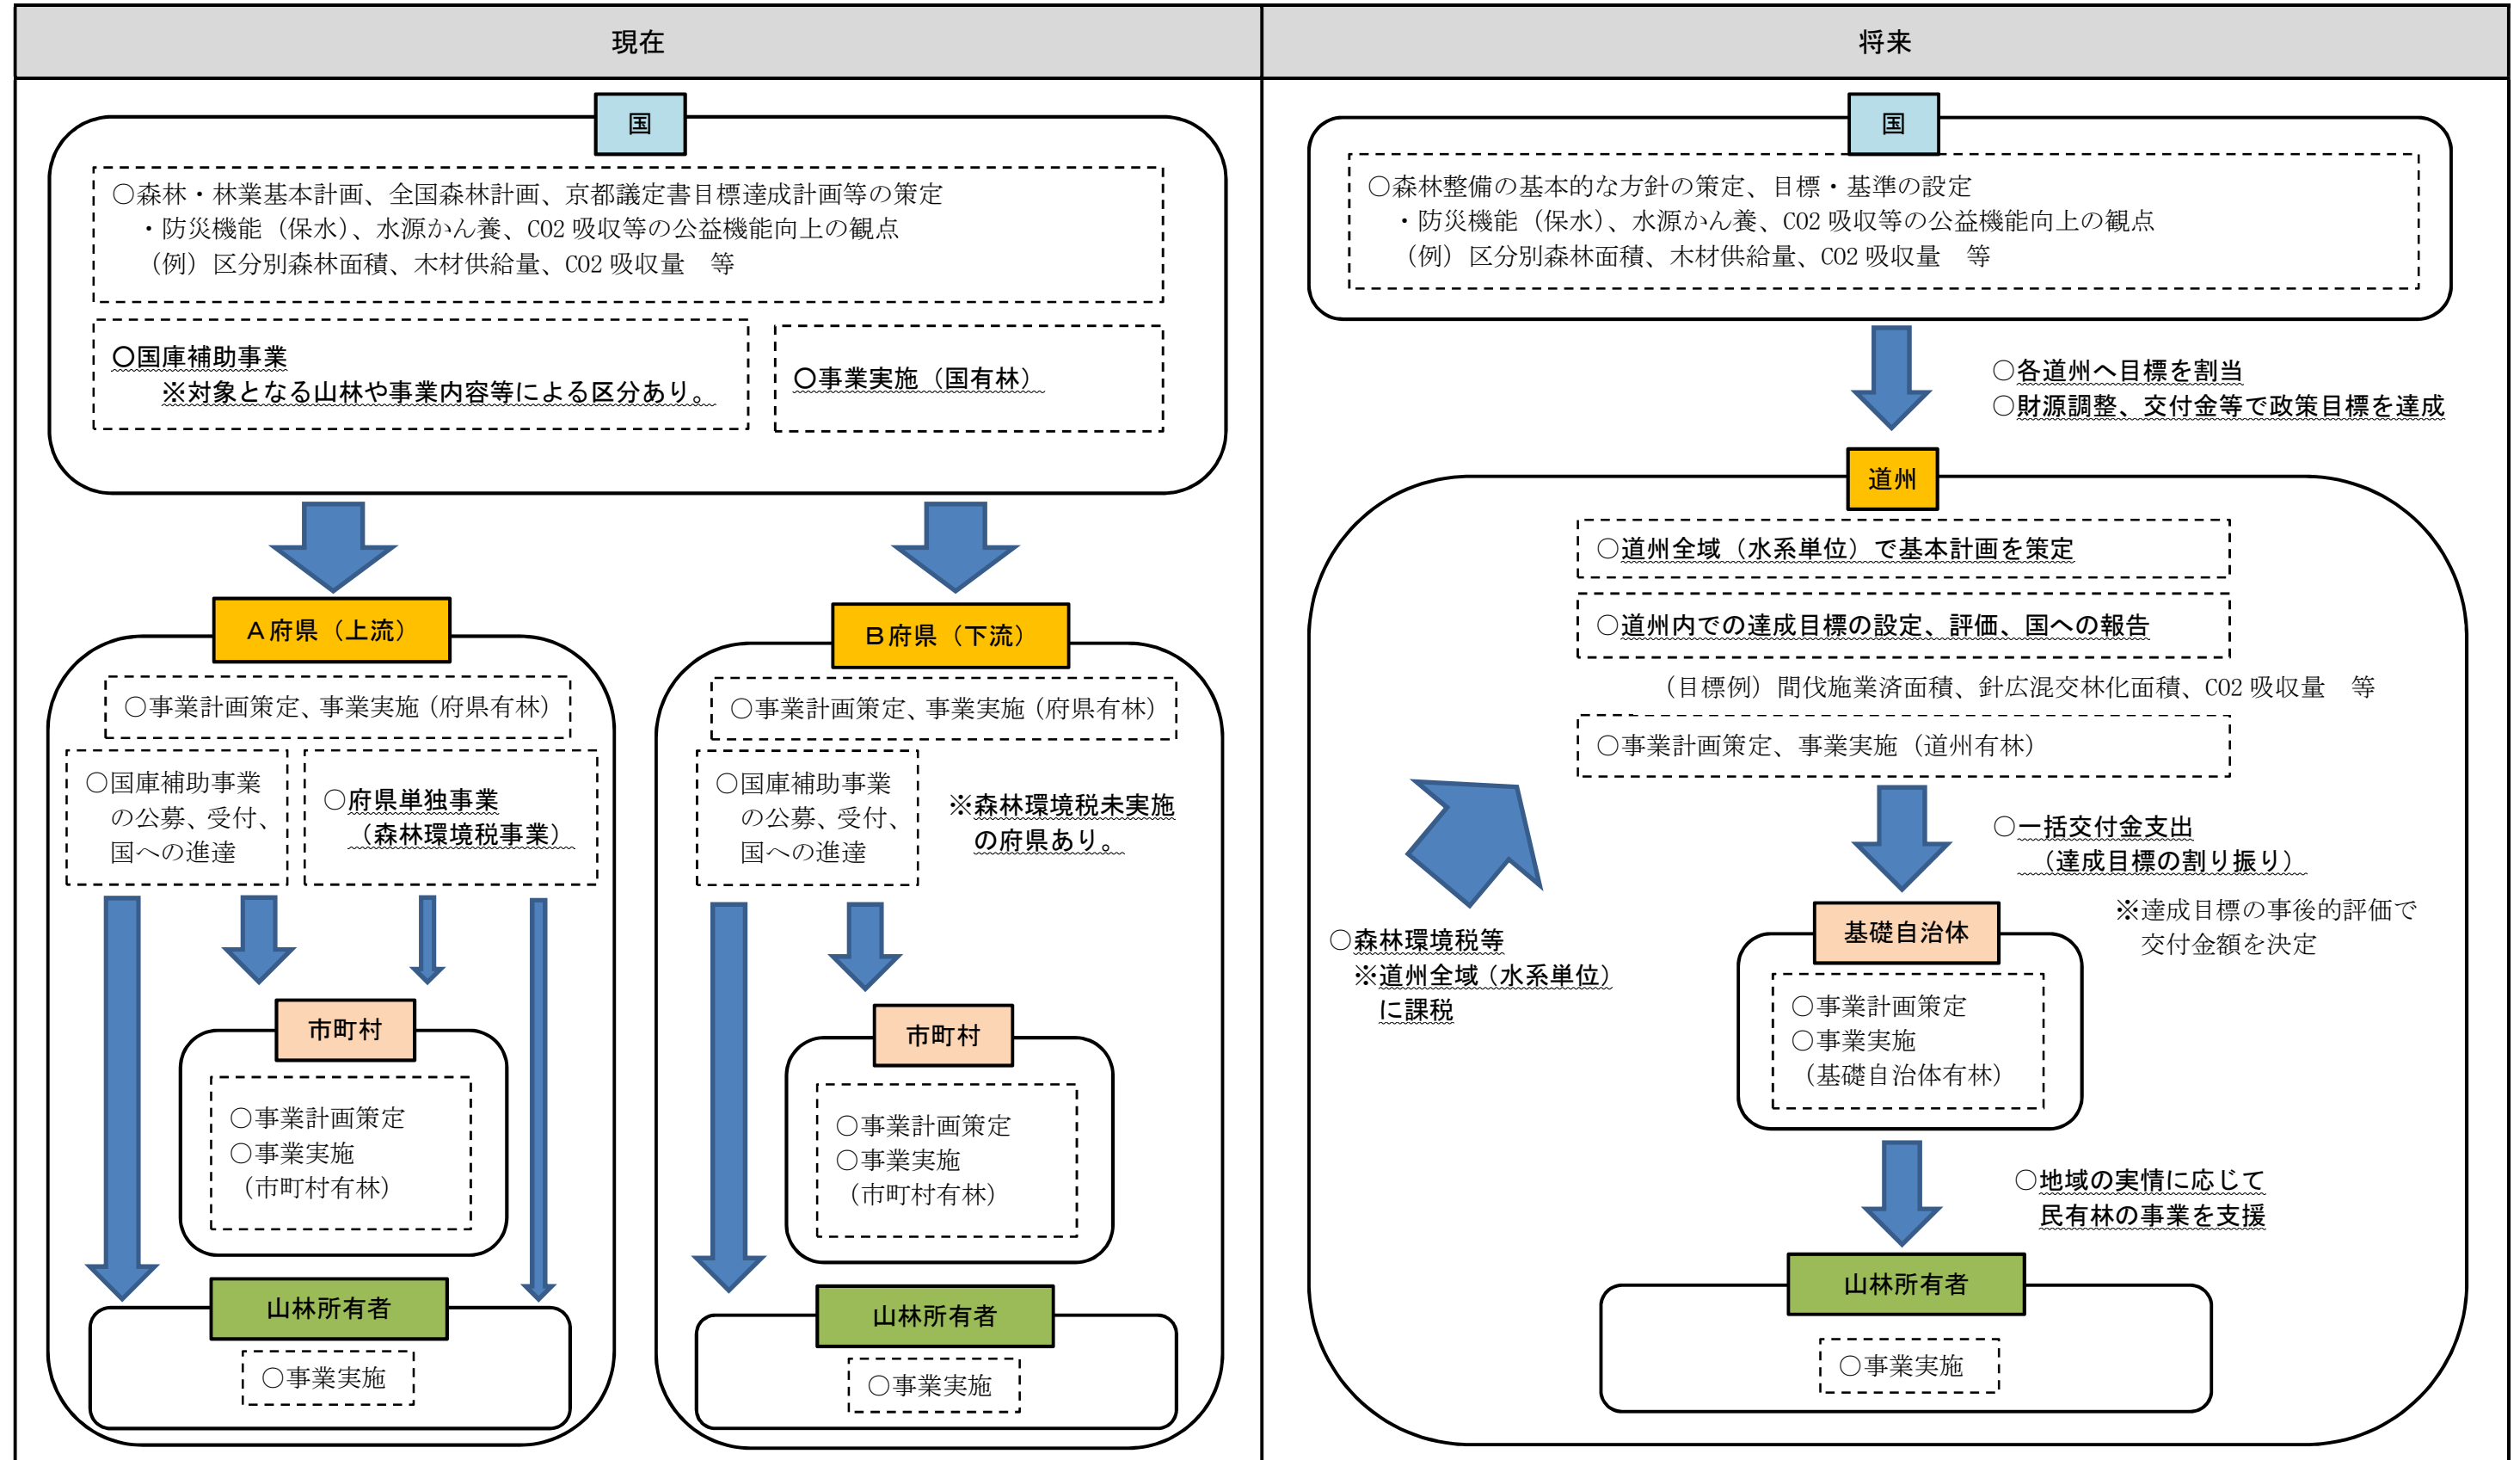 現在
国
○森林・林業基本計画、全国森林計画、京都議定書目標達成計画等の策定
・防災機能（保水）、水源かん養、CO2 吸収等の公益機能向上の観点
（例）区分別森林面積、木材供給量、CO2 吸収量　等
○国庫補助事業
※対象となる山林や事業内容等による区分あり。
○事業実施（国有林）
Ａ府県（上流）
○事業計画策定、事業実施（府県有林）
○国庫補助事業
の公募、受付、
国への進達
○府県単独事業
（森林環境税事業）
市町村
○事業計画策定
○事業実施
（市町村有林）
山林所有者
○事業実施
Ｂ府県（下流）
○事業計画策定、事業実施（府県有林）
○国庫補助事業
の公募、受付、
国への進達
※森林環境税未実施
の府県あり。
市町村
○事業計画策定
○事業実施
（市町村有林）
山林所有者
○事業実施
将来
国
○森林整備の基本的な方針の策定、目標・基準の設定
・防災機能（保水）、水源かん養、CO2 吸収等の公益機能向上の観点
（例）区分別森林面積、木材供給量、CO2 吸収量　等
○各道州へ目標を割当
○財源調整、交付金等で政策目標を達成
道州
○道州全域（水系単位）で基本計画を策定
○道州内での達成目標の設定、評価、国への報告
（目標例）間伐施業済面積、針広混交林化面積、CO2 吸収量　等
○事業計画策定、事業実施（道州有林）
○一括交付金支出
（達成目標の割り振り）
※達成目標の事後的評価で
交付金額を決定
○森林環境税等
※道州全域（水系単位）
に課税
基礎自治体
○事業計画策定
○事業実施
（基礎自治体有林）
○地域の実情に応じて
民有林の事業を支援
山林所有者
○事業実施